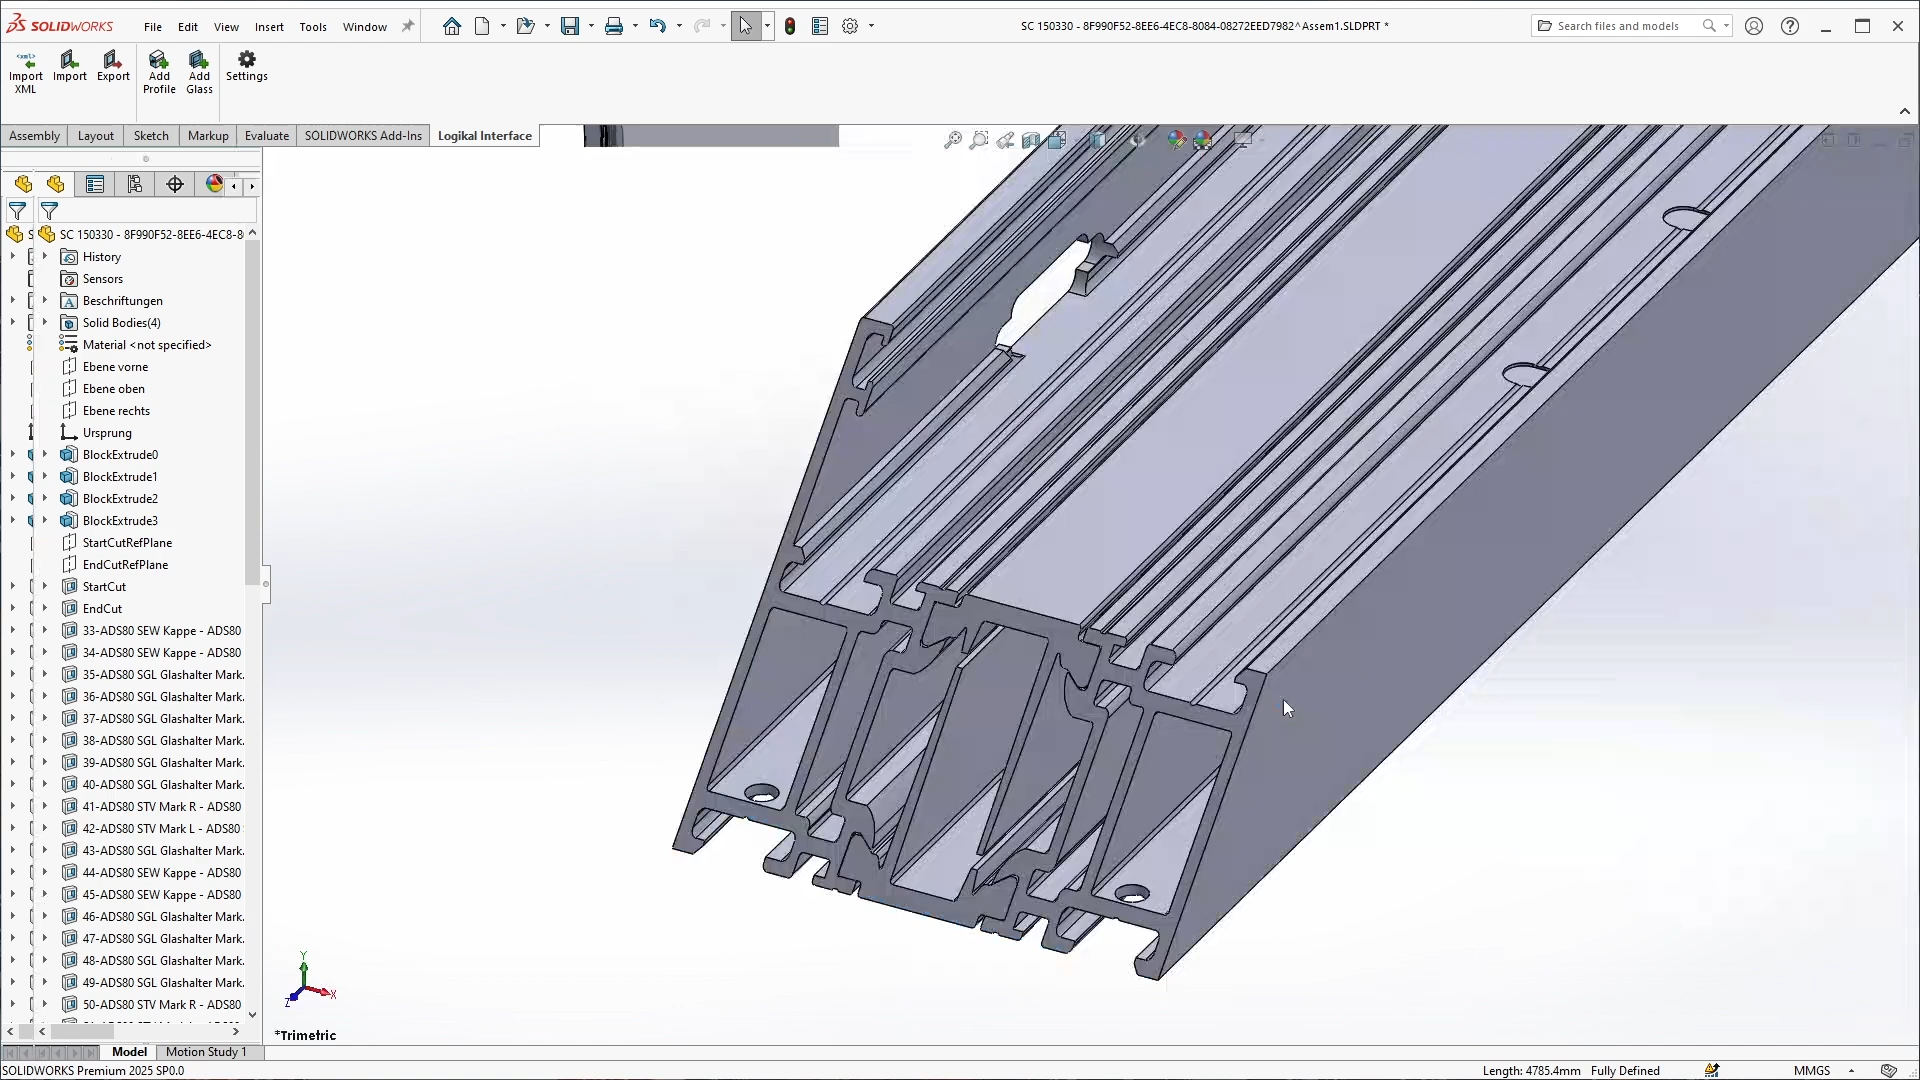 SOLIDWORKS
File Edit View Insert Tools Window
SC 150330 - 8F990F52-8EE6-4EC8-8084-08272EED7982^Assem1.SLDPRT *
Search files and models
Import XML
Import
Export
Add Profile
Add Glass
Settings
Assembly Layout Sketch Markup Evaluate SOLIDWORKS Add-Ins Logikal Interface
SC 150330 - 8F990F52-8EE6-4EC8-8
History
Sensors
Beschriftungen
Solid Bodies(4)
Material <not specified>
Ebene vorne
Ebene oben
Ebene rechts
Ursprung
BlockExtrude0
BlockExtrude1
BlockExtrude2
BlockExtrude3
StartCutRefPlane
EndCutRefPlane
StartCut
EndCut
33-ADS80 SEW Kappe - ADS80
34-ADS80 SEW Kappe - ADS80
35-ADS80 SGL Glashalter Mark.
36-ADS80 SGL Glashalter Mark.
37-ADS80 SGL Glashalter Mark.
38-ADS80 SGL Glashalter Mark.
39-ADS80 SGL Glashalter Mark.
40-ADS80 SGL Glashalter Mark.
41-ADS80 STV Mark R - ADS80
42-ADS80 STV Mark L - ADS80
43-ADS80 SGL Glashalter Mark.
44-ADS80 SEW Kappe - ADS80
45-ADS80 SEW Kappe - ADS80
46-ADS80 SGL Glashalter Mark.
47-ADS80 SGL Glashalter Mark.
48-ADS80 SGL Glashalter Mark.
49-ADS80 SGL Glashalter Mark.
50-ADS80 STV Mark R - ADS80
Y
X
Z
*Trimetric
Model Motion Study 1
SOLIDWORKS Premium 2025 SP0.0
Length: 4785.4mm Fully Defined MMGS